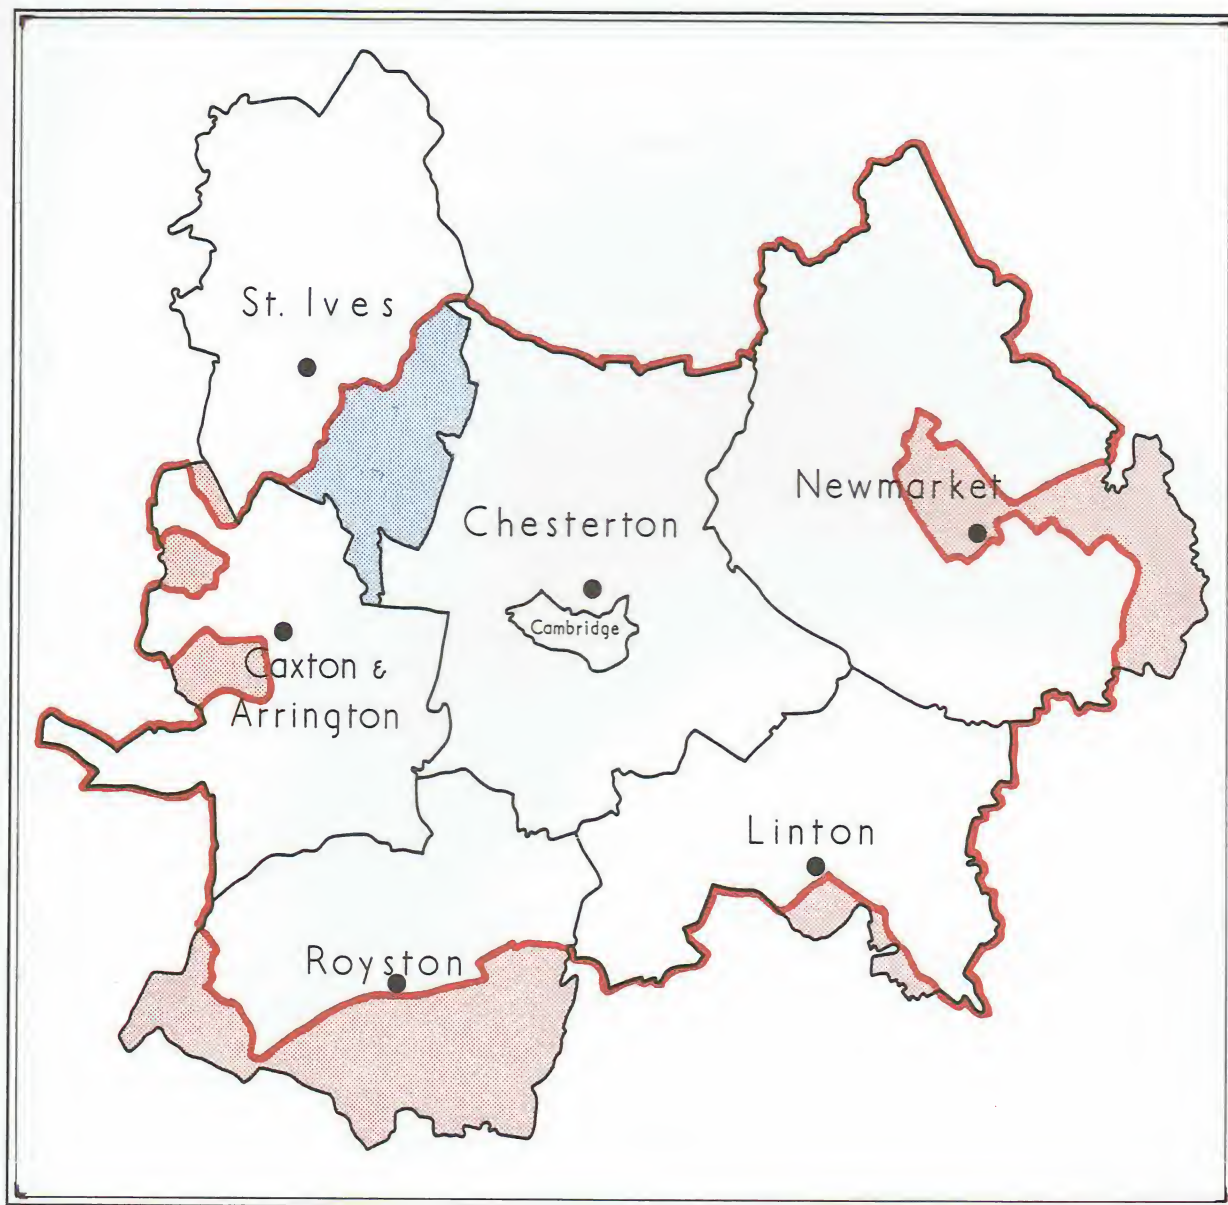 St. Ives
Newmarket
Chesterton
Cambridge
Caxton &
Arrington
Linton
Royston